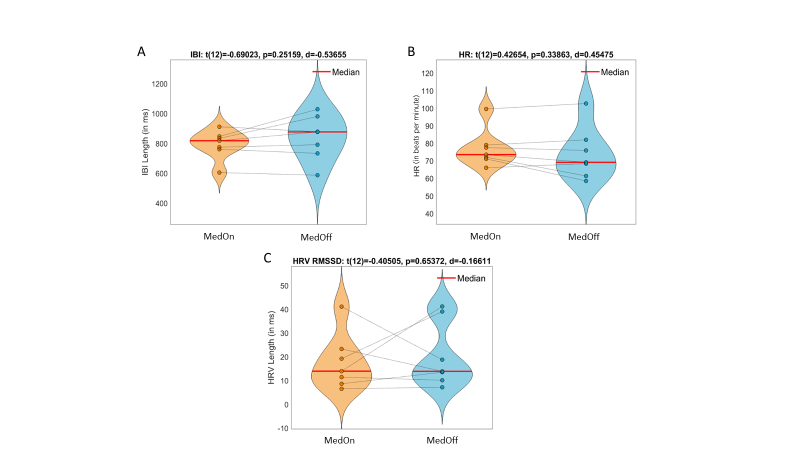 A
IBI: t(12)=-0.69023, p=0.25159, d=-0.53655
Median
1200
1000
800
600
400
IBI Length (in ms)
MedOn
MedOff
B
HR: t(12)=0.42654, p=0.33863, d=0.45475
Median
120
110
100
90
80
70
60
50
40
HR (in beats per minute)
MedOn
MedOff
C
HRV RMSSD: t(12)=-0.40505, p=0.65372, d=-0.16611
Median
50
40
30
20
10
0
-10
HRV Length (in ms)
MedOn
MedOff